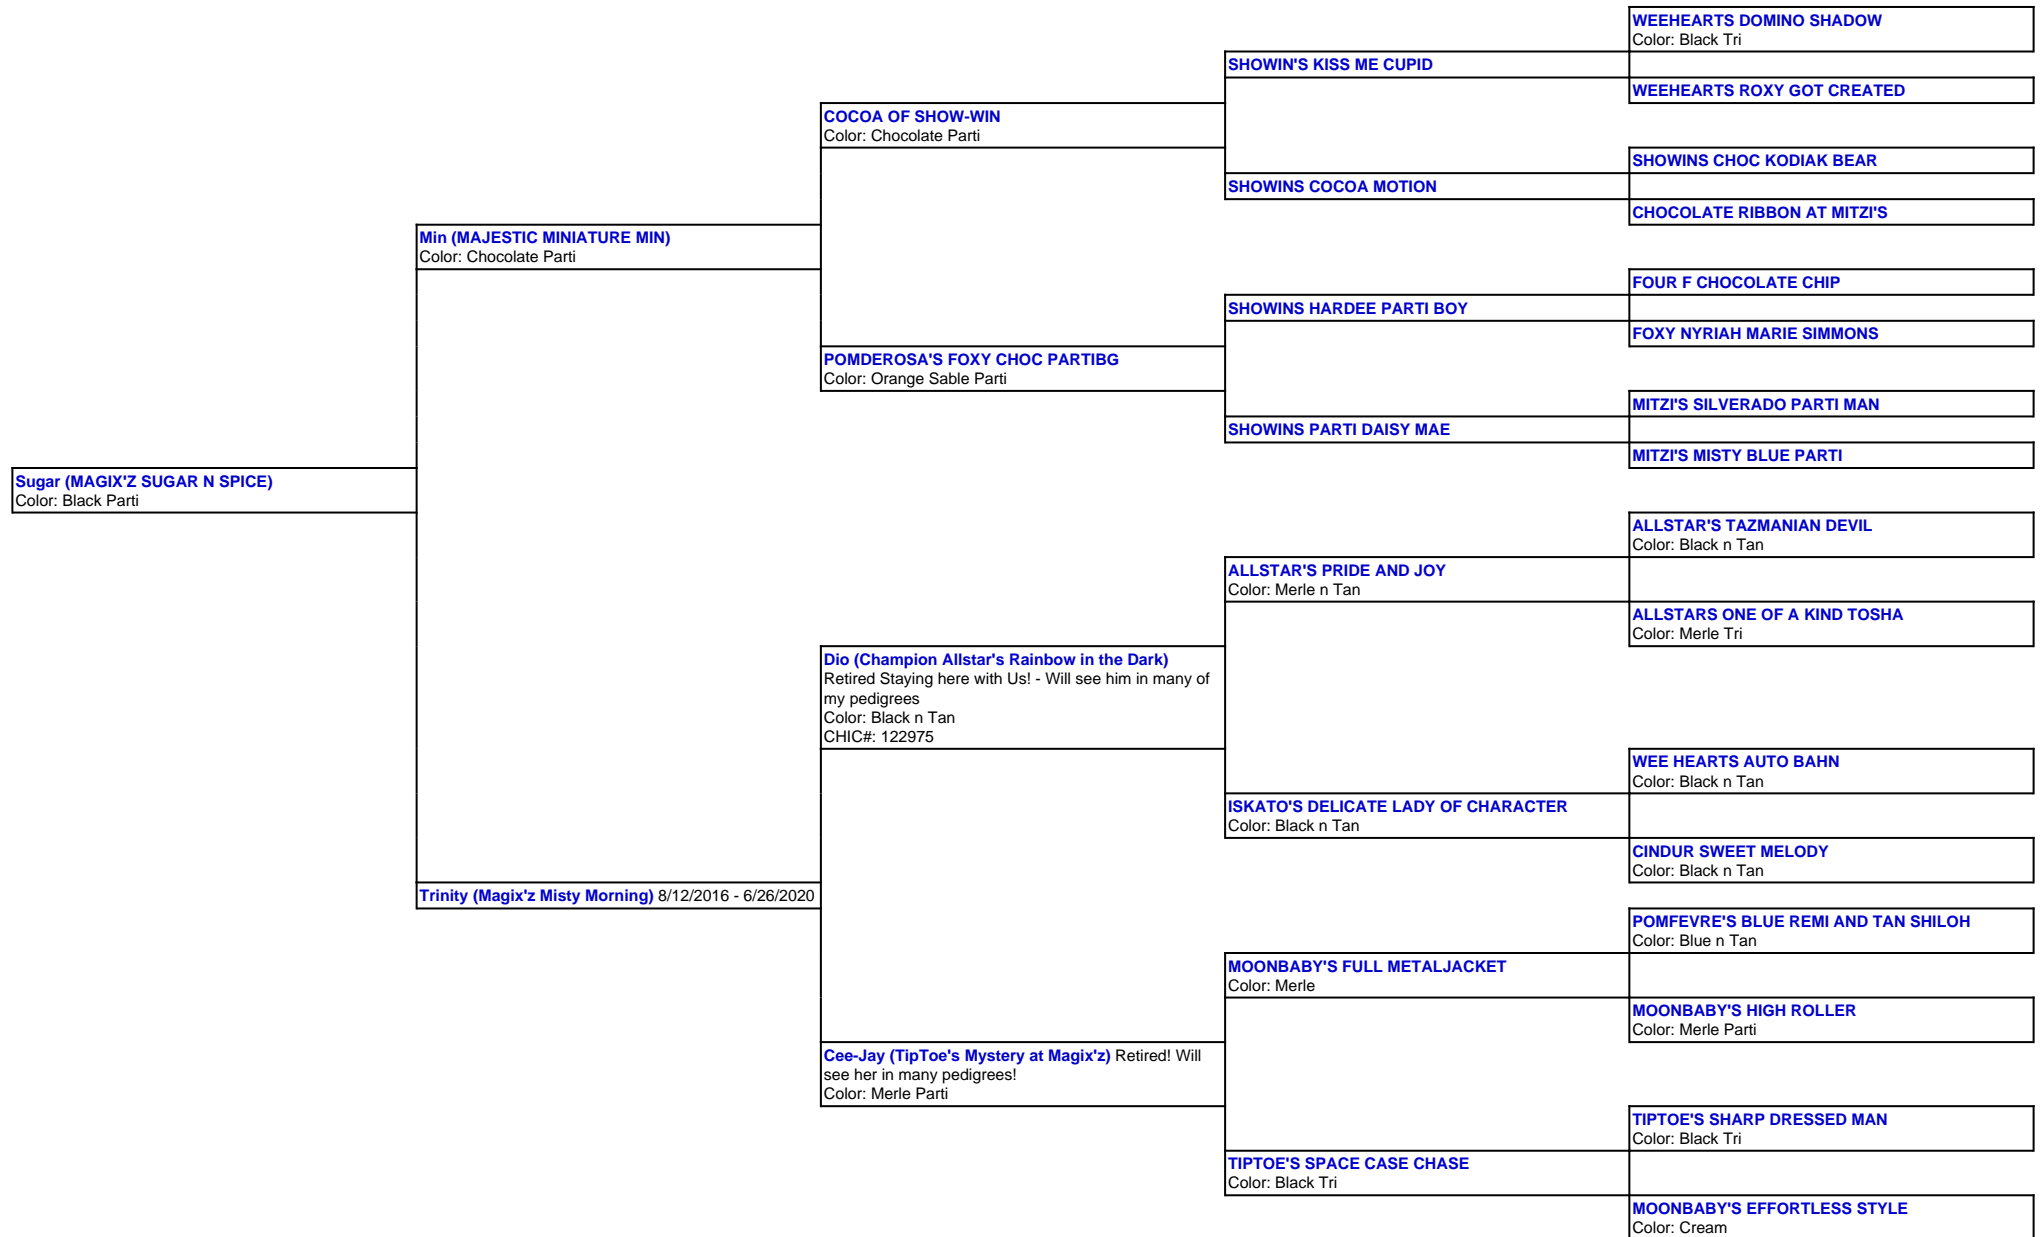 WEEHEARTS DOMINO SHADOW
Color: Black Tri
SHOWIN'S KISS ME CUPID
WEEHEARTS ROXY GOT CREATED
COCOA OF SHOW-WIN
Color: Chocolate Parti
SHOWINS CHOC KODIAK BEAR
SHOWINS COCOA MOTION
CHOCOLATE RIBBON AT MITZI'S
Min (MAJESTIC MINIATURE MIN)
Color: Chocolate Parti
FOUR F CHOCOLATE CHIP
SHOWINS HARDEE PARTI BOY
FOXY NYRIAH MARIE SIMMONS
POMDEROSA'S FOXY CHOC PARTIBG
Color: Orange Sable Parti
MITZI'S SILVERADO PARTI MAN
SHOWINS PARTI DAISY MAE
MITZI'S MISTY BLUE PARTI
Sugar (MAGIX'Z SUGAR N SPICE)
Color: Black Parti
ALLSTAR'S TAZMANIAN DEVIL
Color: Black n Tan
ALLSTAR'S PRIDE AND JOY
Color: Merle n Tan
ALLSTARS ONE OF A KIND TOSHA
Color: Merle Tri
Dio (Champion Allstar's Rainbow in the Dark)
Retired Staying here with Us! - Will see him in many of
my pedigrees
Color: Black n Tan
CHIC#: 122975
WEE HEARTS AUTO BAHN
Color: Black n Tan
ISKATO'S DELICATE LADY OF CHARACTER
Color: Black n Tan
CINDUR SWEET MELODY
Color: Black n Tan
Trinity (Magix'z Misty Morning) 8/12/2016 - 6/26/2020
POMFEVRE'S BLUE REMI AND TAN SHILOH
Color: Blue n Tan
MOONBABY'S FULL METALJACKET
Color: Merle
MOONBABY'S HIGH ROLLER
Color: Merle Parti
Cee-Jay (TipToe's Mystery at Magix'z) Retired! Will
see her in many pedigrees!
Color: Merle Parti
TIPTOE'S SHARP DRESSED MAN
Color: Black Tri
TIPTOE'S SPACE CASE CHASE
Color: Black Tri
MOONBABY'S EFFORTLESS STYLE
Color: Cream